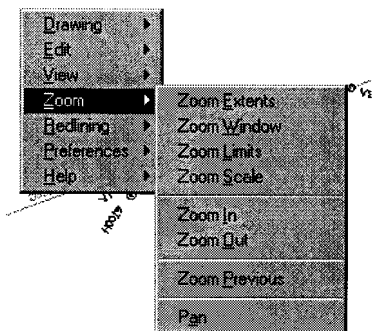 Drawing
Edit
View
Zoom
Redlining
Preferences
Help
Zoom Extents
Zoom Window
Zoom Limits
Zoom Scale
Zoom In
Zoom Out
Zoom Previous
Pan